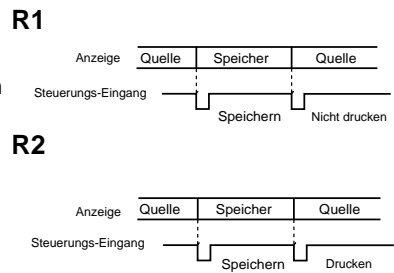 R1
Anzeige Quelle Speicher Quelle
Steuerungs-Eingang
Speichern Nicht drucken
R2
Anzeige Quelle Speicher Quelle
Steuerungs-Eingang
Speichern Drucken